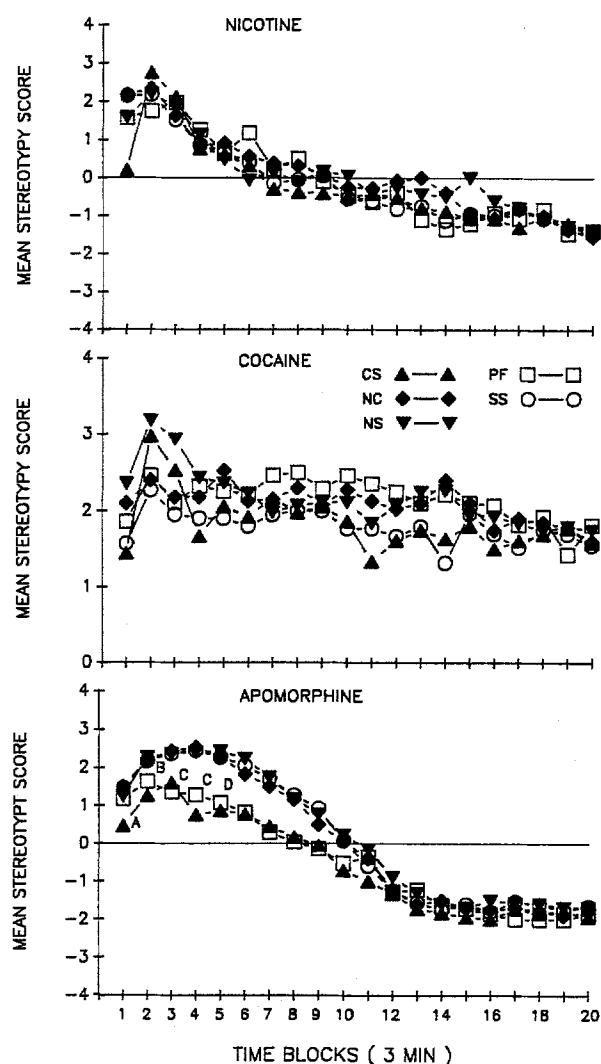 NICOTINE
MEAN STEREOTYPY SCORE
4
3
2
1
0
−1
−2
−3
−4
COCAINE
MEAN STEREOTYPY SCORE
4
3
2
1
0
CS
NC
NS
PF
SS
APOMORPHINE
MEAN STEREOTYPT SCORE
4
3
2
1
0
−1
−2
−3
−4
A
B
C
C
D
1 2 3 4 5 6 7 8 9 10 11 12 13 14 16 18 20
TIME BLOCKS ( 3 MIN )